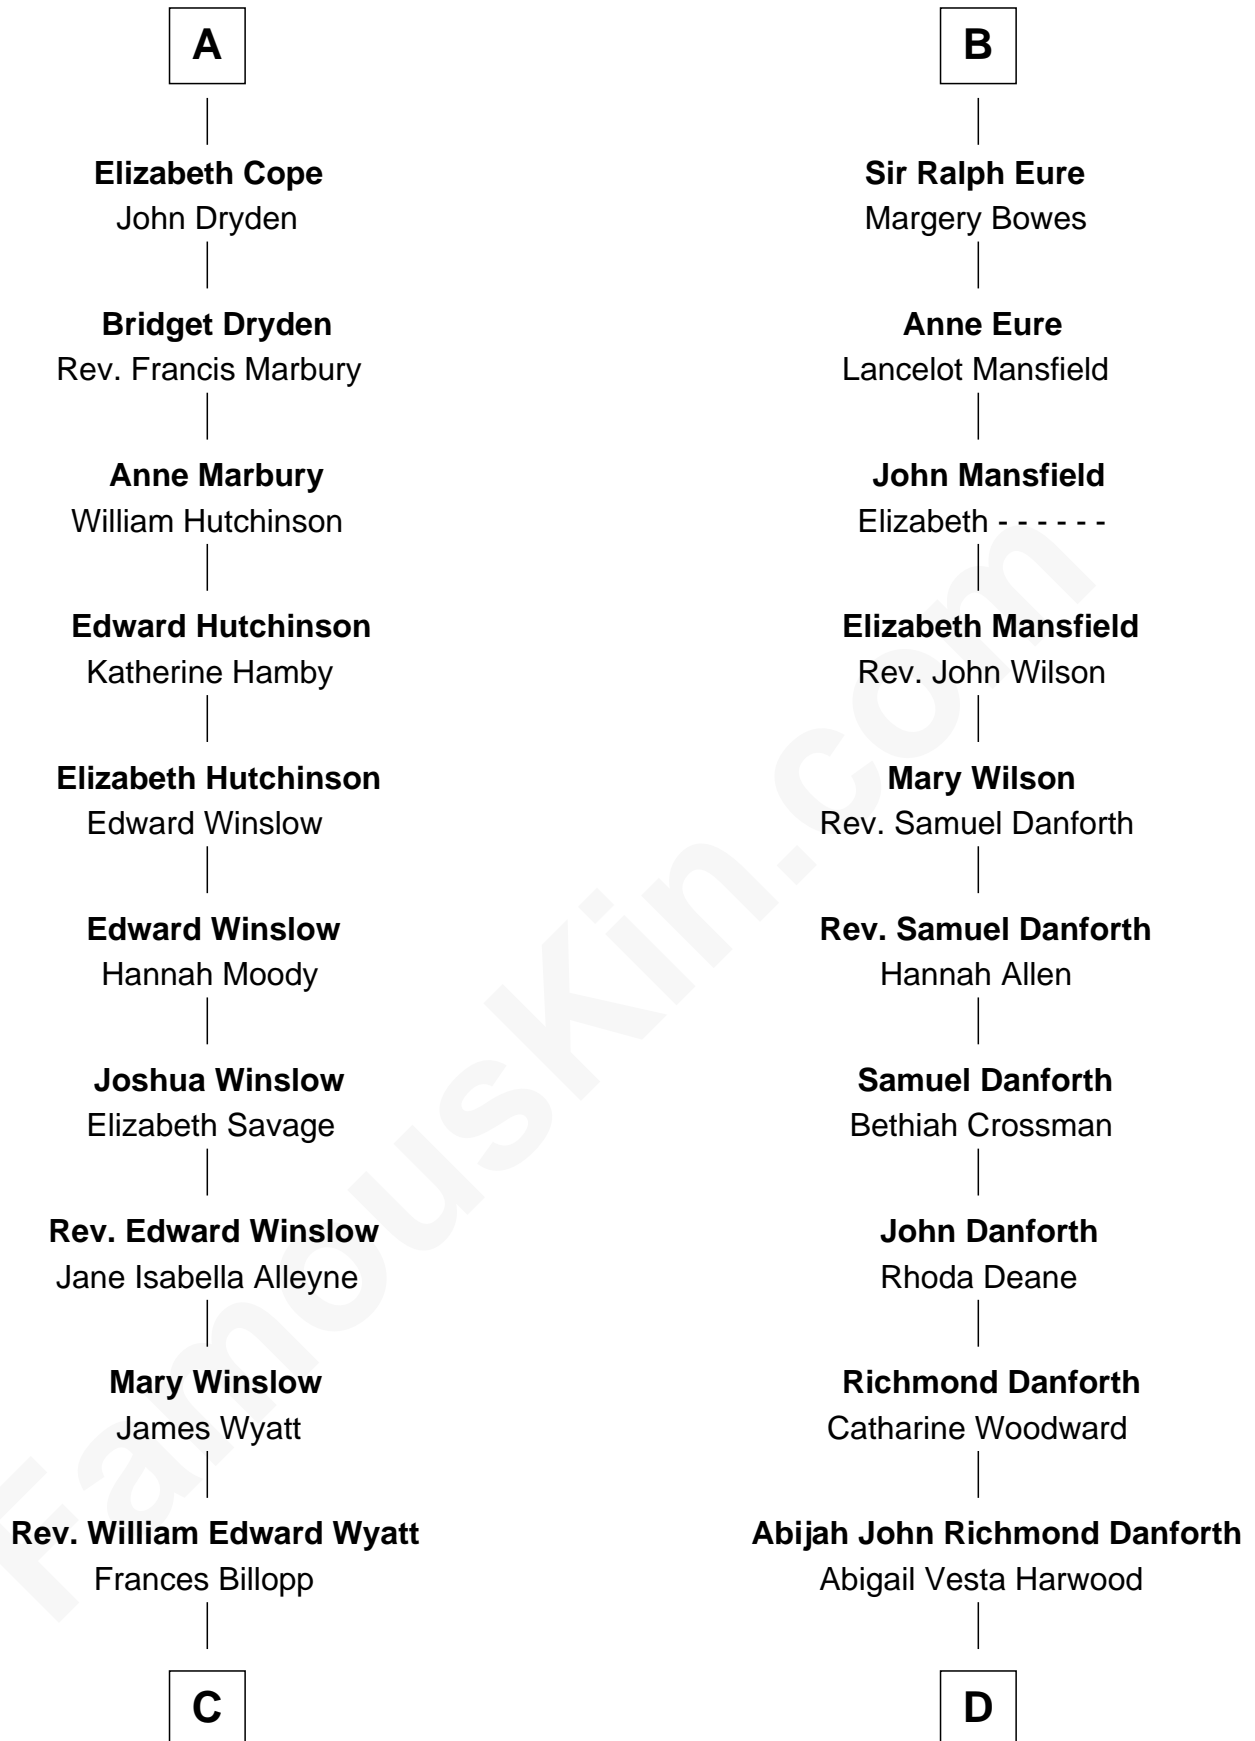 A
Elizabeth Cope
John Dryden
Bridget Dryden
Rev. Francis Marbury
Anne Marbury
William Hutchinson
Edward Hutchinson
Katherine Hamby
Elizabeth Hutchinson
Edward Winslow
Edward Winslow
Hannah Moody
Joshua Winslow
Elizabeth Savage
Rev. Edward Winslow
Jane Isabella Alleyne
Mary Winslow
James Wyatt
Rev. William Edward Wyatt
Frances Billopp
C
B
Sir Ralph Eure
Margery Bowes
Anne Eure
Lancelot Mansfield
John Mansfield
Elizabeth - - - - - -
Elizabeth Mansfield
Rev. John Wilson
Mary Wilson
Rev. Samuel Danforth
Rev. Samuel Danforth
Hannah Allen
Samuel Danforth
Bethiah Crossman
John Danforth
Rhoda Deane
Richmond Danforth
Catharine Woodward
Abijah John Richmond Danforth
Abigail Vesta Harwood
D
FamousKin.com